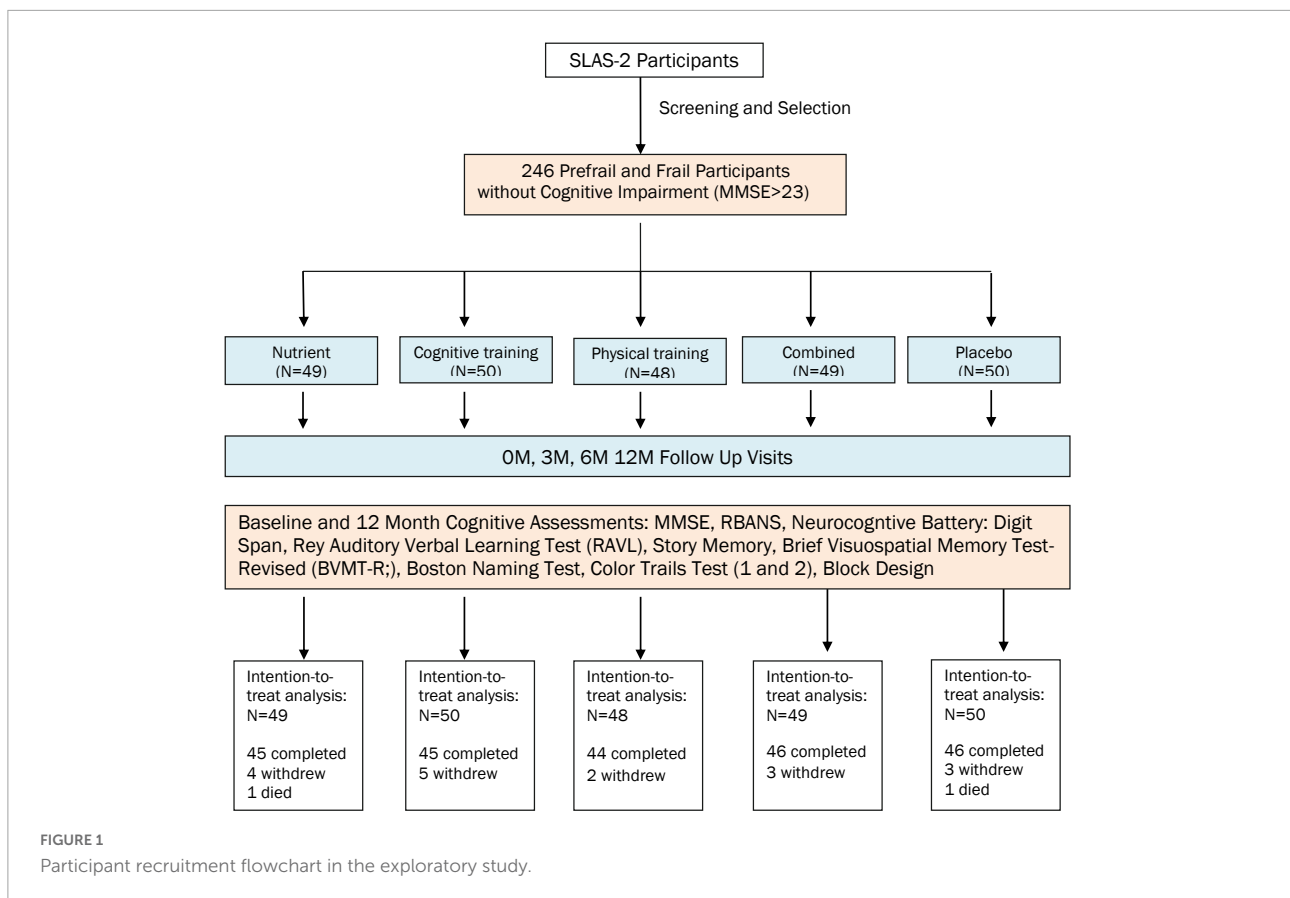 SLAS-2 Participants
Screening and Selection
246 Prefrail and Frail Participants
without Cognitive Impairment (MMSE>23)
Nutrient
(N=49)
Cognitive training
(N=50)
Physical training
(N=48)
Combined
(N=49)
Placebo
(N=50)
0M, 3M, 6M 12M Follow Up Visits
Baseline and 12 Month Cognitive Assessments: MMSE, RBANS, Neurocogntive Battery: Digit
Span, Rey Auditory Verbal Learning Test (RAVL), Story Memory, Brief Visuospatial Memory Test-
Revised (BVMT-R;), Boston Naming Test, Color Trails Test (1 and 2), Block Design
Intention-to-
treat analysis:
N=49
45 completed
4 withdrew
1 died
Intention-to-
treat analysis:
N=50
45 completed
5 withdrew
Intention-to-
treat analysis:
N=48
44 completed
2 withdrew
Intention-to-
treat analysis:
N=49
46 completed
3 withdrew
Intention-to-
treat analysis:
N=50
46 completed
3 withdrew
1 died
FIGURE 1
Participant recruitment flowchart in the exploratory study.